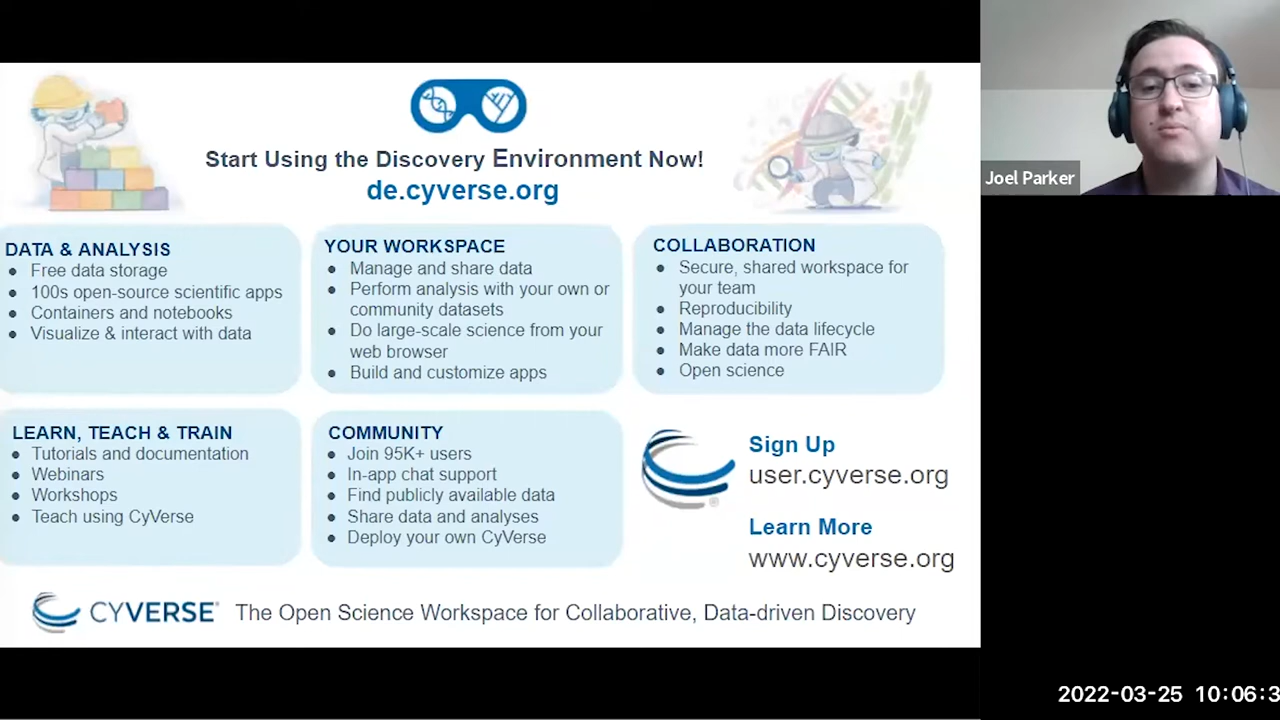 Start Using the Discovery Environment Now!
de.cyverse.org
DATA & ANALYSIS
● Free data storage
● 100s open-source scientific apps
● Containers and notebooks
● Visualize & interact with data
YOUR WORKSPACE
● Manage and share data
● Perform analysis with your own or
community datasets
● Do large-scale science from your
web browser
● Build and customize apps
COLLABORATION
● Secure, shared workspace for
your team
● Reproducibility
● Manage the data lifecycle
● Make data more FAIR
● Open science
LEARN, TEACH & TRAIN
● Tutorials and documentation
● Webinars
● Workshops
● Teach using CyVerse
COMMUNITY
● Join 95K+ users
● In-app chat support
● Find publicly available data
● Share data and analyses
● Deploy your own CyVerse
®
Sign Up
user.cyverse.org
Learn More
www.cyverse.org
CYVERSE® The Open Science Workspace for Collaborative, Data-driven Discovery
Joel Parker
2022-03-25 10:06:3